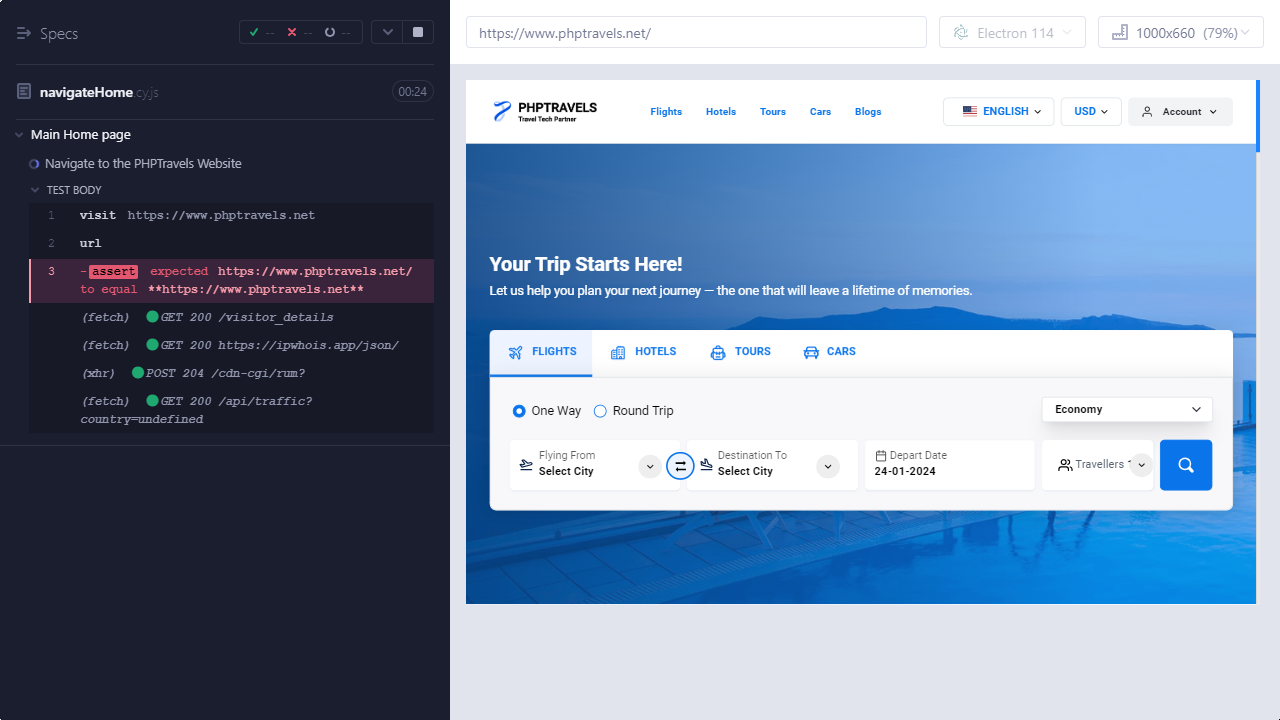 Specs
-- -- --
navigateHome.cy.js
00:24
Main Home page
Navigate to the PHPTravels Website
TEST BODY
1 visit https://www.phptravels.net
2 url
3 -assert expected https://www.phptravels.net/
to equal **https://www.phptravels.net**
(fetch) GET 200 /visitor_details
(fetch) GET 200 https://ipwhois.app/json/
(xhr) POST 204 /cdn-cgi/rum?
(fetch) GET 200 /api/traffic?
country=undefined
https://www.phptravels.net/
Electron 114
1000x660 (79%)
PHPTRAVELS
Travel Tech Partner
Flights Hotels Tours Cars Blogs
ENGLISH
USD
Account
Your Trip Starts Here!
Let us help you plan your next journey — the one that will leave a lifetime of memories.
FLIGHTS HOTELS TOURS CARS
One Way Round Trip
Economy
Flying From
Select City
Destination To
Select City
Depart Date
24-01-2024
Travellers